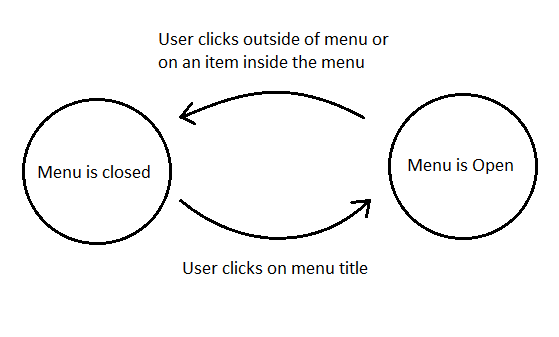 User clicks outside of menu or
on an item inside the menu
Menu is closed
Menu is Open
User clicks on menu title